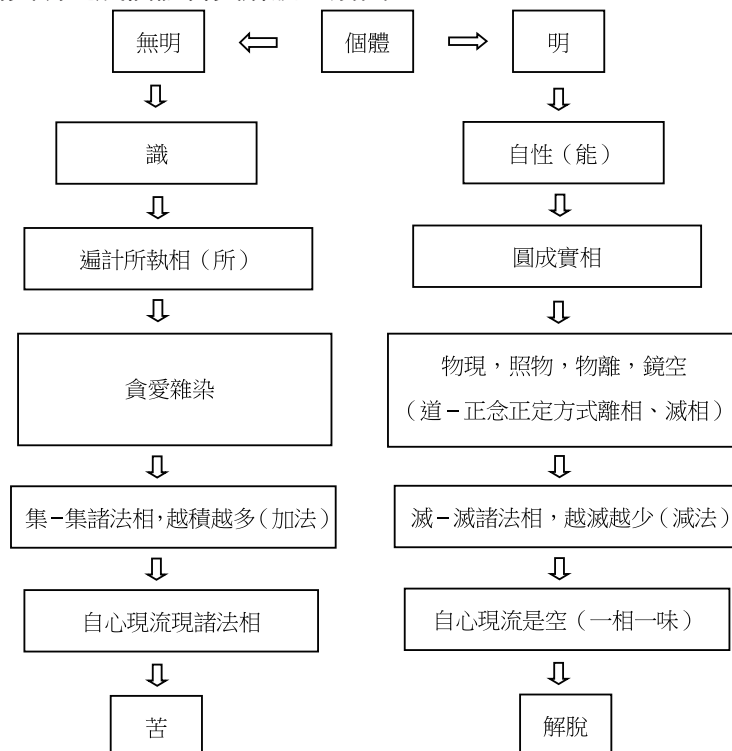 無明
個體
明
識
自性（能）
遍計所執相（所）
圓成實相
貪愛雜染
物現，照物，物離，鏡空
（道－正念正定方式離相、滅相）
集－集諸法相，越積越多（加法）
滅－滅諸法相，越滅越少（減法）
自心現流現諸法相
自心現流是空（一相一味）
苦
解脫